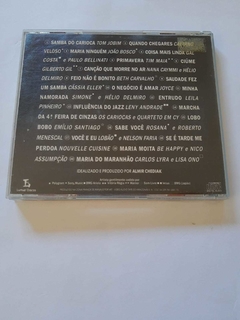 SAMBA DO CARIOCA TOM JOBIM QUANDO CHEGARES CAETANO
VELOSO MARIA NINGUÉM JOÃO BOSCO COISA MAIS LINDA GAL
COSTA e PAULO BELLINATI PRIMAVERA TIM MAIA CIÚME
GILBERTO GIL CANÇÃO QUE MORRE NO AR NANA CAYMMI e HÉLIO
DELMIRO FEIO NÃO É BONITO BETH CARVALHO SAUDADE FEZ
UM SAMBA CÁSSIA ELLER O NEGÓCIO É AMAR JOYCE MINHA
NAMORADA SIMONE e HÉLIO DELMIRO ENTRUDO LEILA
PINHEIRO INFLUÊNCIA DO JAZZ LENY ANDRADE MARCHA
DA 4ª FEIRA DE CINZAS OS CARIOCAS e QUARTETO EM CY LOBO
BOBO EMÍLIO SANTIAGO SABE VOCÊ ROSANA e ROBERTO
MENESCAL VOCÊ E EU LOBÃO e NELSON FARIA SE É TARDE ME
PERDOA NOUVELLE CUISINE MARIA MOITA BE HAPPY e NICO
ASSUMPÇÃO MARIA DO MARANHÃO CARLOS LYRA e LISA ONO
IDEALIZADO E PRODUZIDO POR ALMIR CHEDIAK